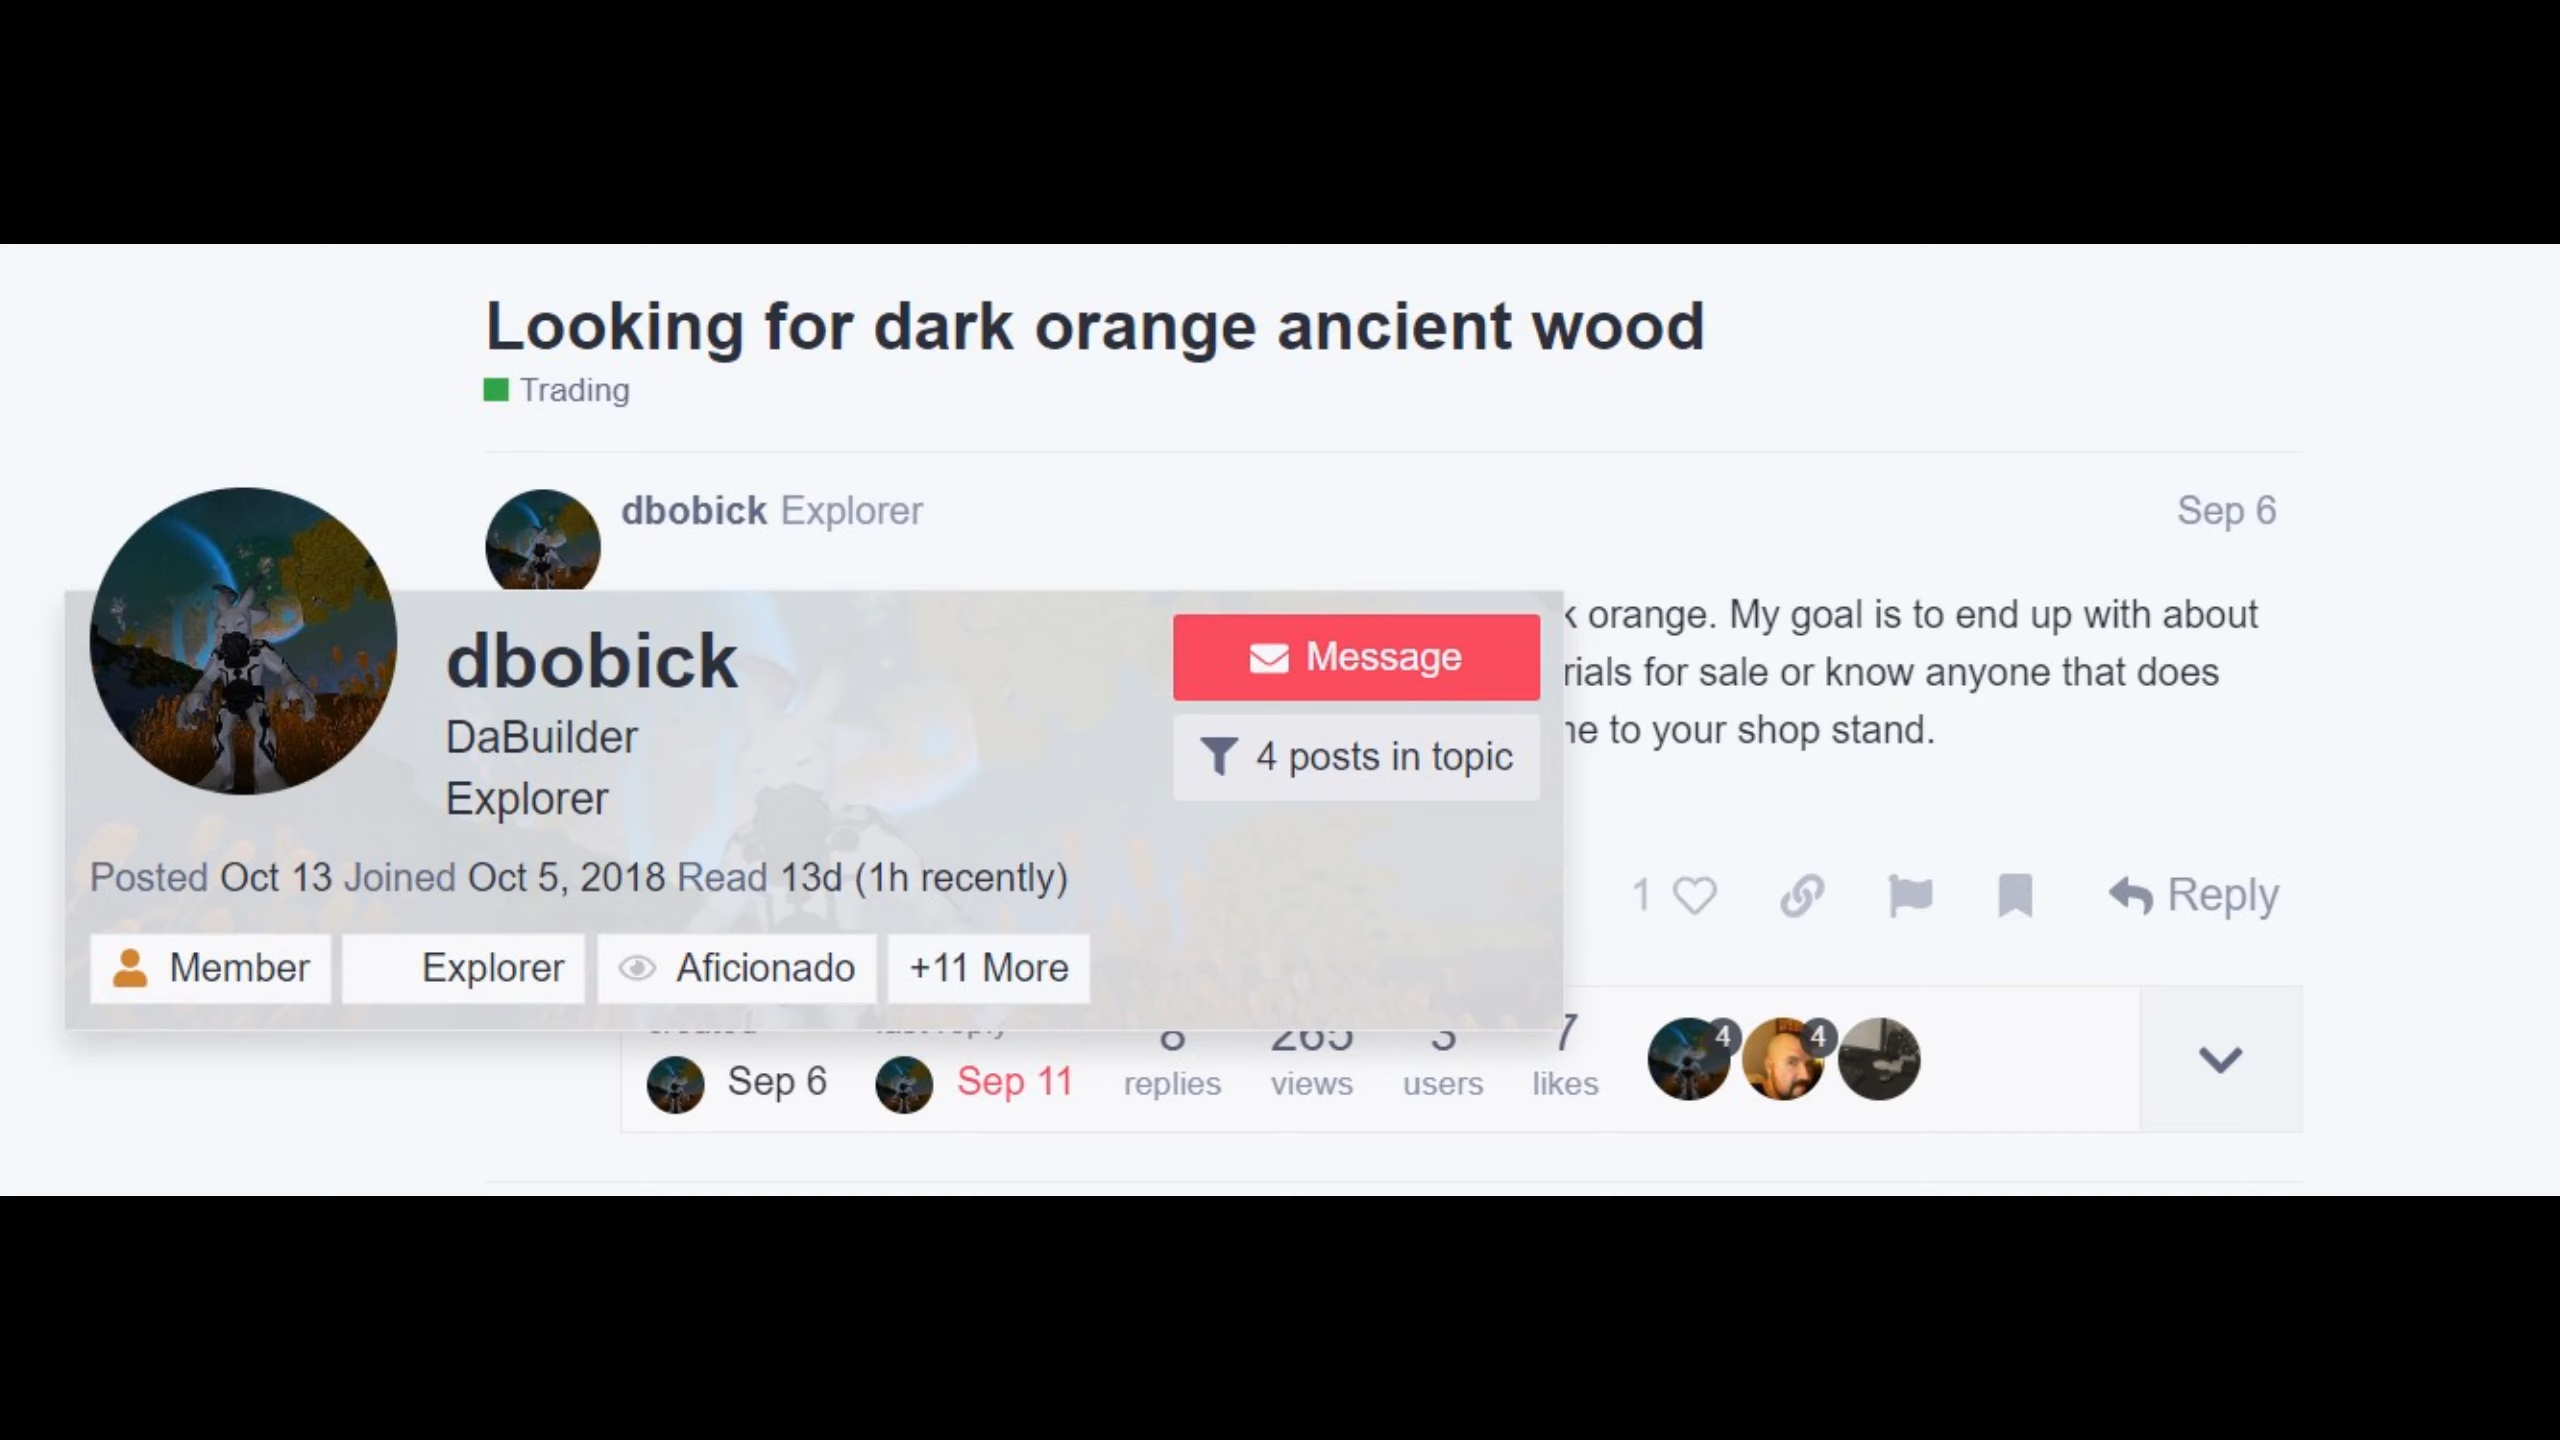 Looking for dark orange ancient wood
Trading
dbobick Explorer
Sep 6
orange. My goal is to end up with about
for sale or know anyone that does
to your shop stand.
dbobick
DaBuilder
Explorer
Message
4 posts in topic
Posted Oct 13 Joined Oct 5, 2018 Read 13d (1h recently)
Member
Explorer
Aficionado
+11 More
1
Reply
Sep 6
Sep 11
replies
views
users
7
likes
4
4